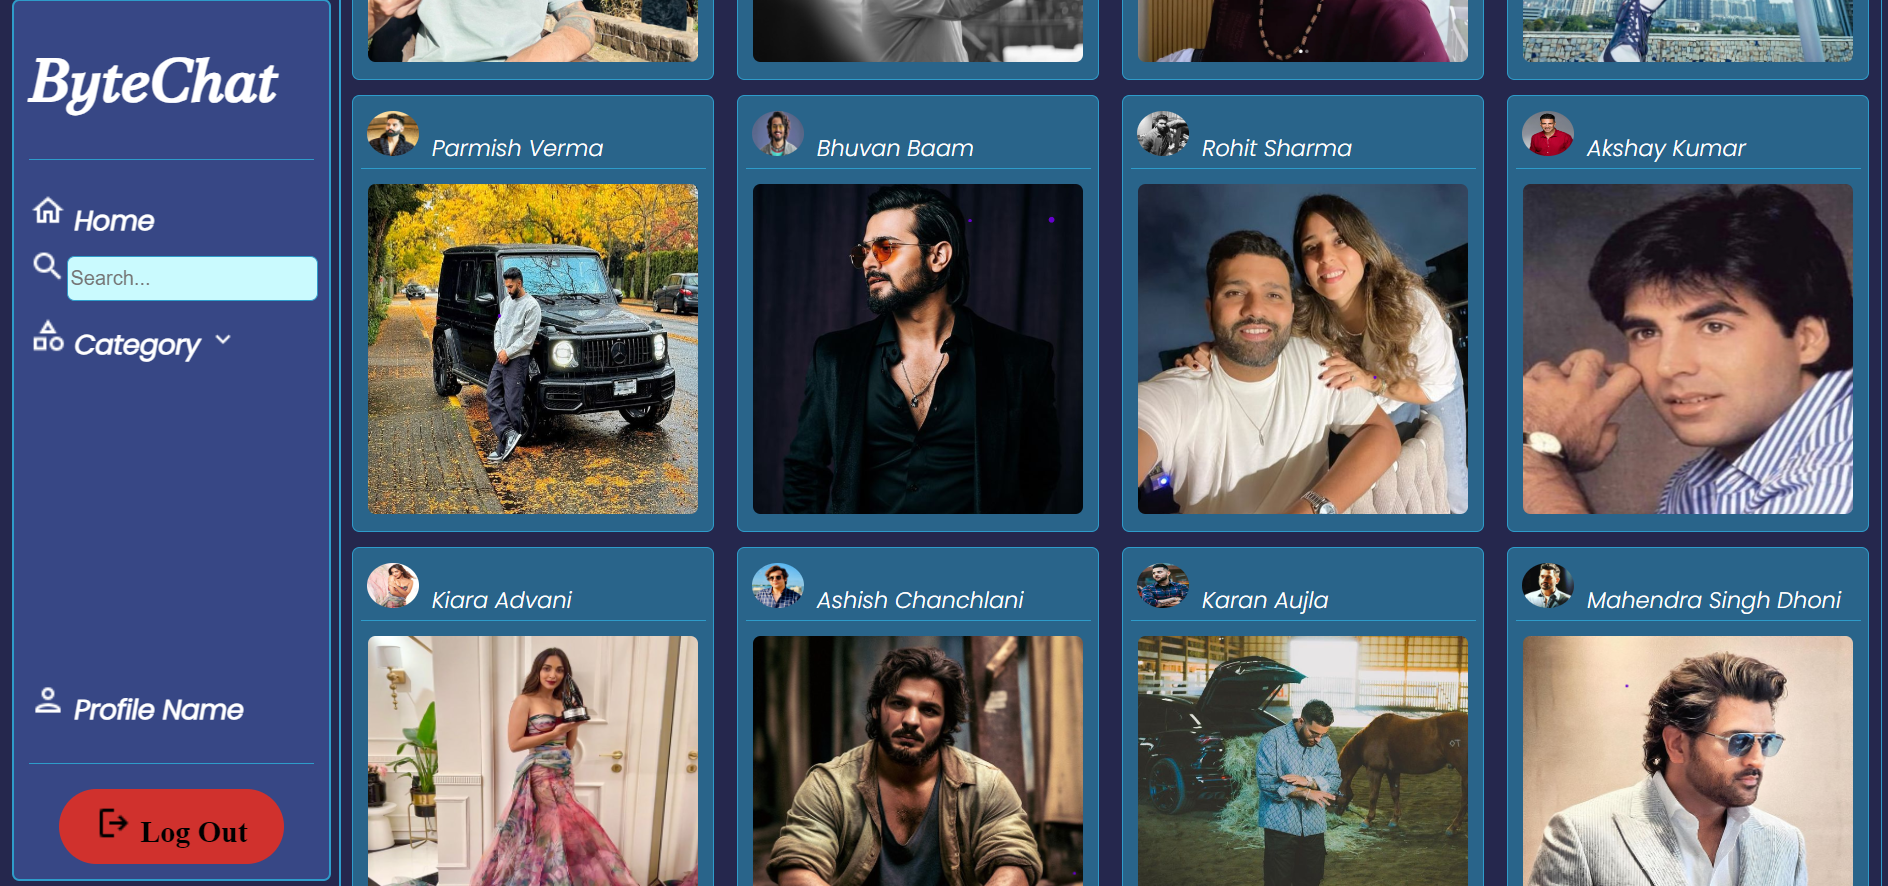 ByteChat
Home
Search...
Category
Profile Name
Log Out
Parmish Verma
Bhuvan Baam
Rohit Sharma
Akshay Kumar
Kiara Advani
Ashish Chanchlani
Karan Aujla
Mahendra Singh Dhoni